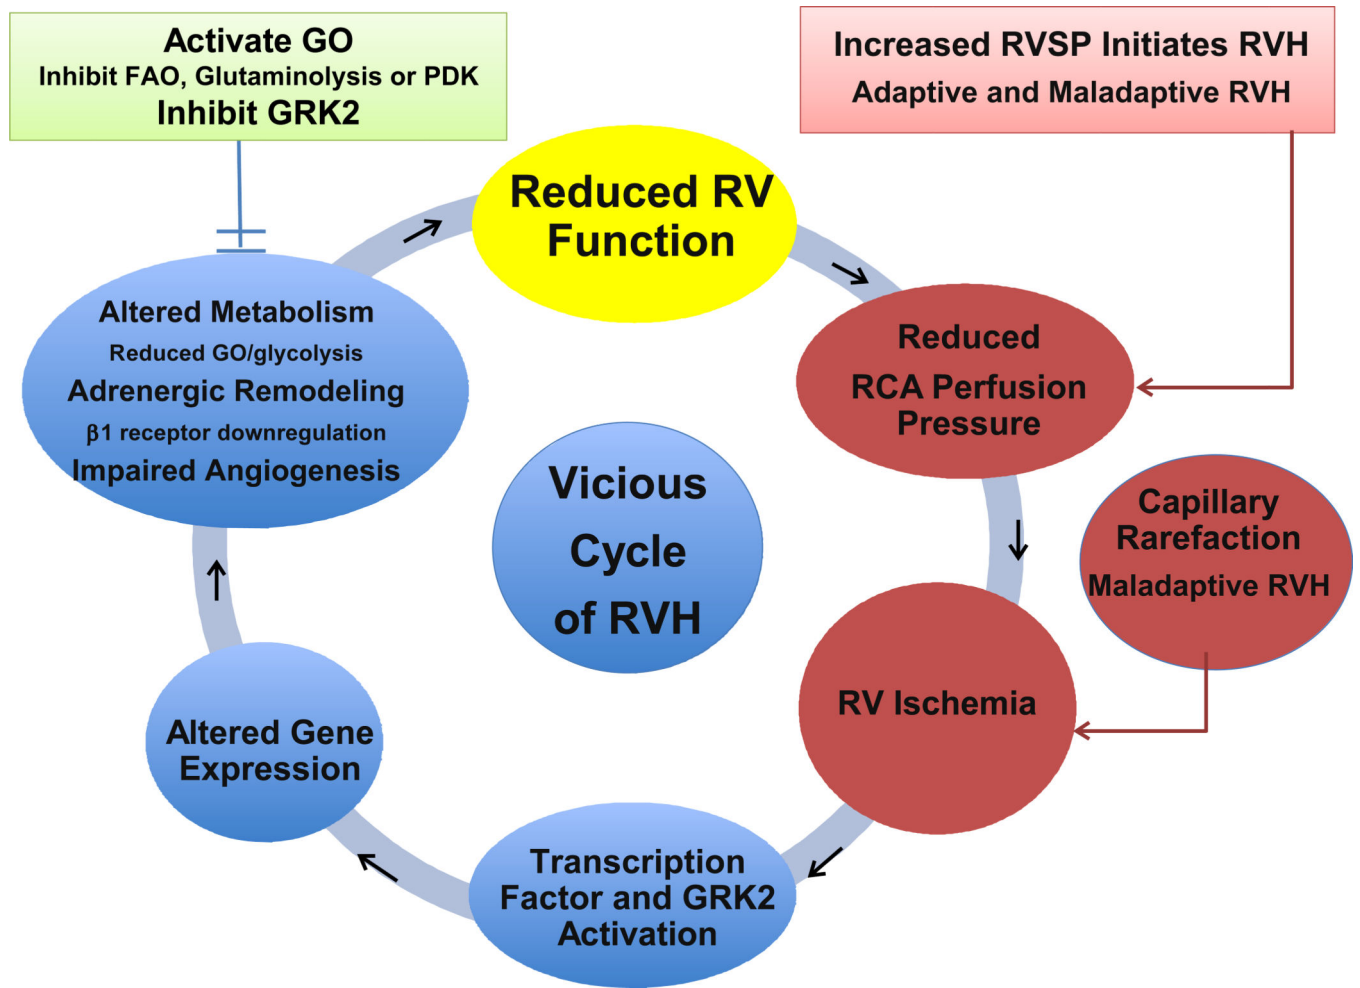 Activate GO
Inhibit FAO, Glutaminolysis or PDK
Inhibit GRK2
Increased RVSP Initiates RVH
Adaptive and Maladaptive RVH
Reduced RV
Function
Reduced
RCA Perfusion
Pressure
Capillary
Rarefaction
Maladaptive RVH
RV Ischemia
Transcription
Factor and GRK2
Activation
Altered Gene
Expression
Altered Metabolism
Reduced GO/glycolysis
Adrenergic Remodeling
β1 receptor downregulation
Impaired Angiogenesis
Vicious
Cycle
of RVH